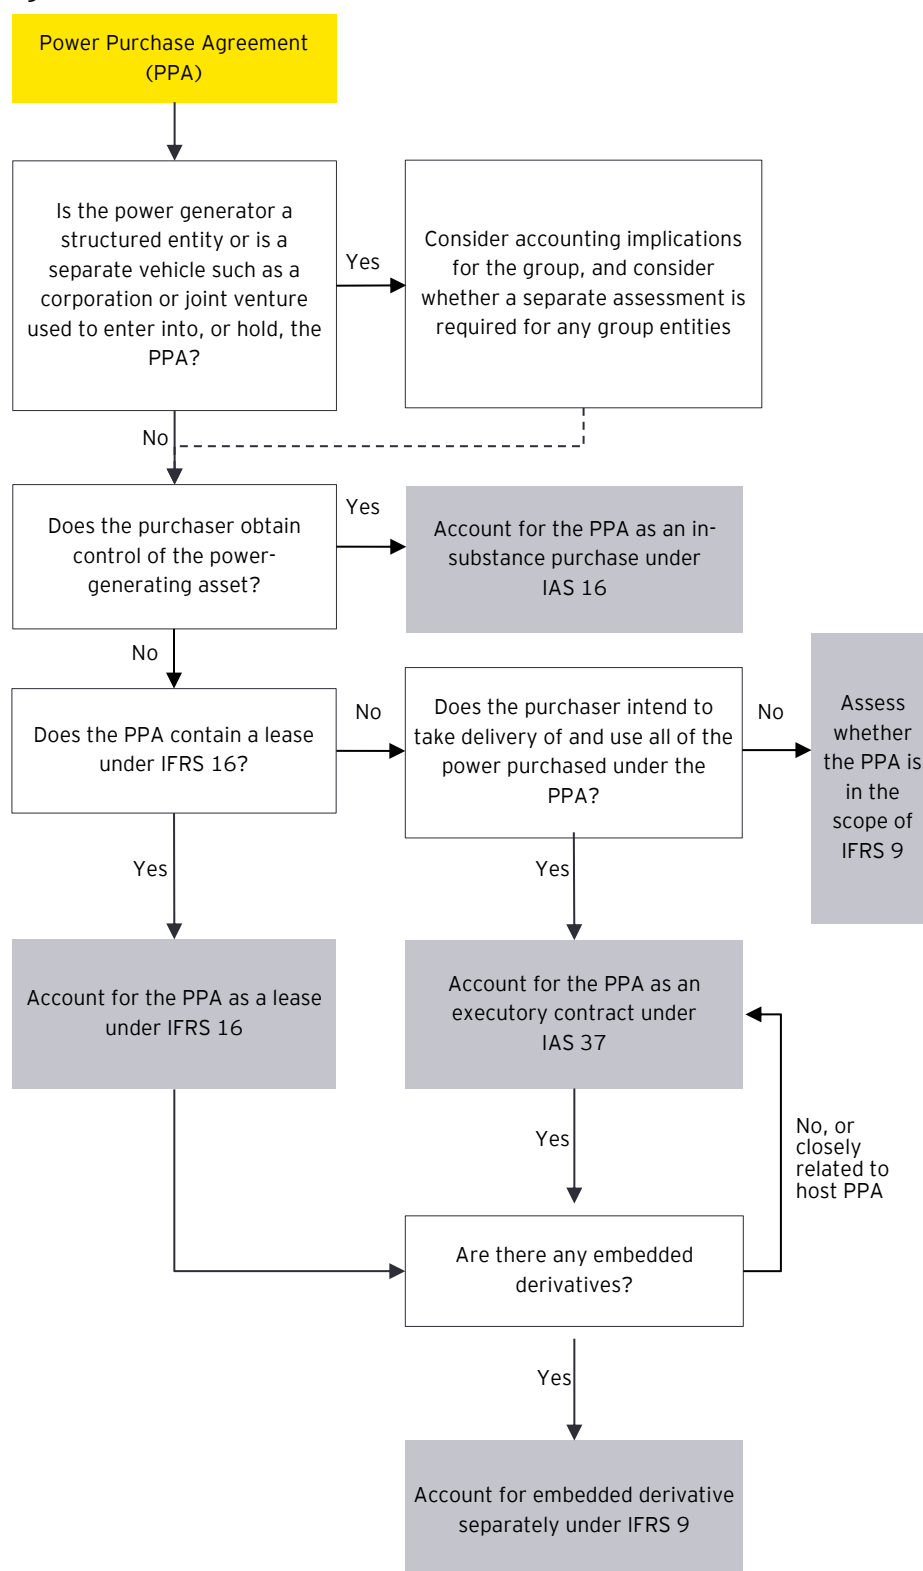 Power Purchase Agreement
(PPA)
Is the power generator a
structured entity or is a
separate vehicle such as a
corporation or joint venture
used to enter into, or hold, the
PPA?
Yes
Consider accounting implications
for the group, and consider
whether a separate assessment is
required for any group entities
No
Does the purchaser obtain
control of the power-
generating asset?
Yes
Account for the PPA as an in-
substance purchase under
IAS 16
No
Does the PPA contain a lease
under IFRS 16?
No
Does the purchaser intend to
take delivery of and use all of the
power purchased under the
PPA?
No
Assess
whether
the PPA is
in the
scope of
IFRS 9
Yes
Yes
Account for the PPA as a lease
under IFRS 16
Account for the PPA as an
executory contract under
IAS 37
Yes
No, or
closely
related to
host PPA
Are there any embedded
derivatives?
Yes
Account for embedded derivative
separately under IFRS 9